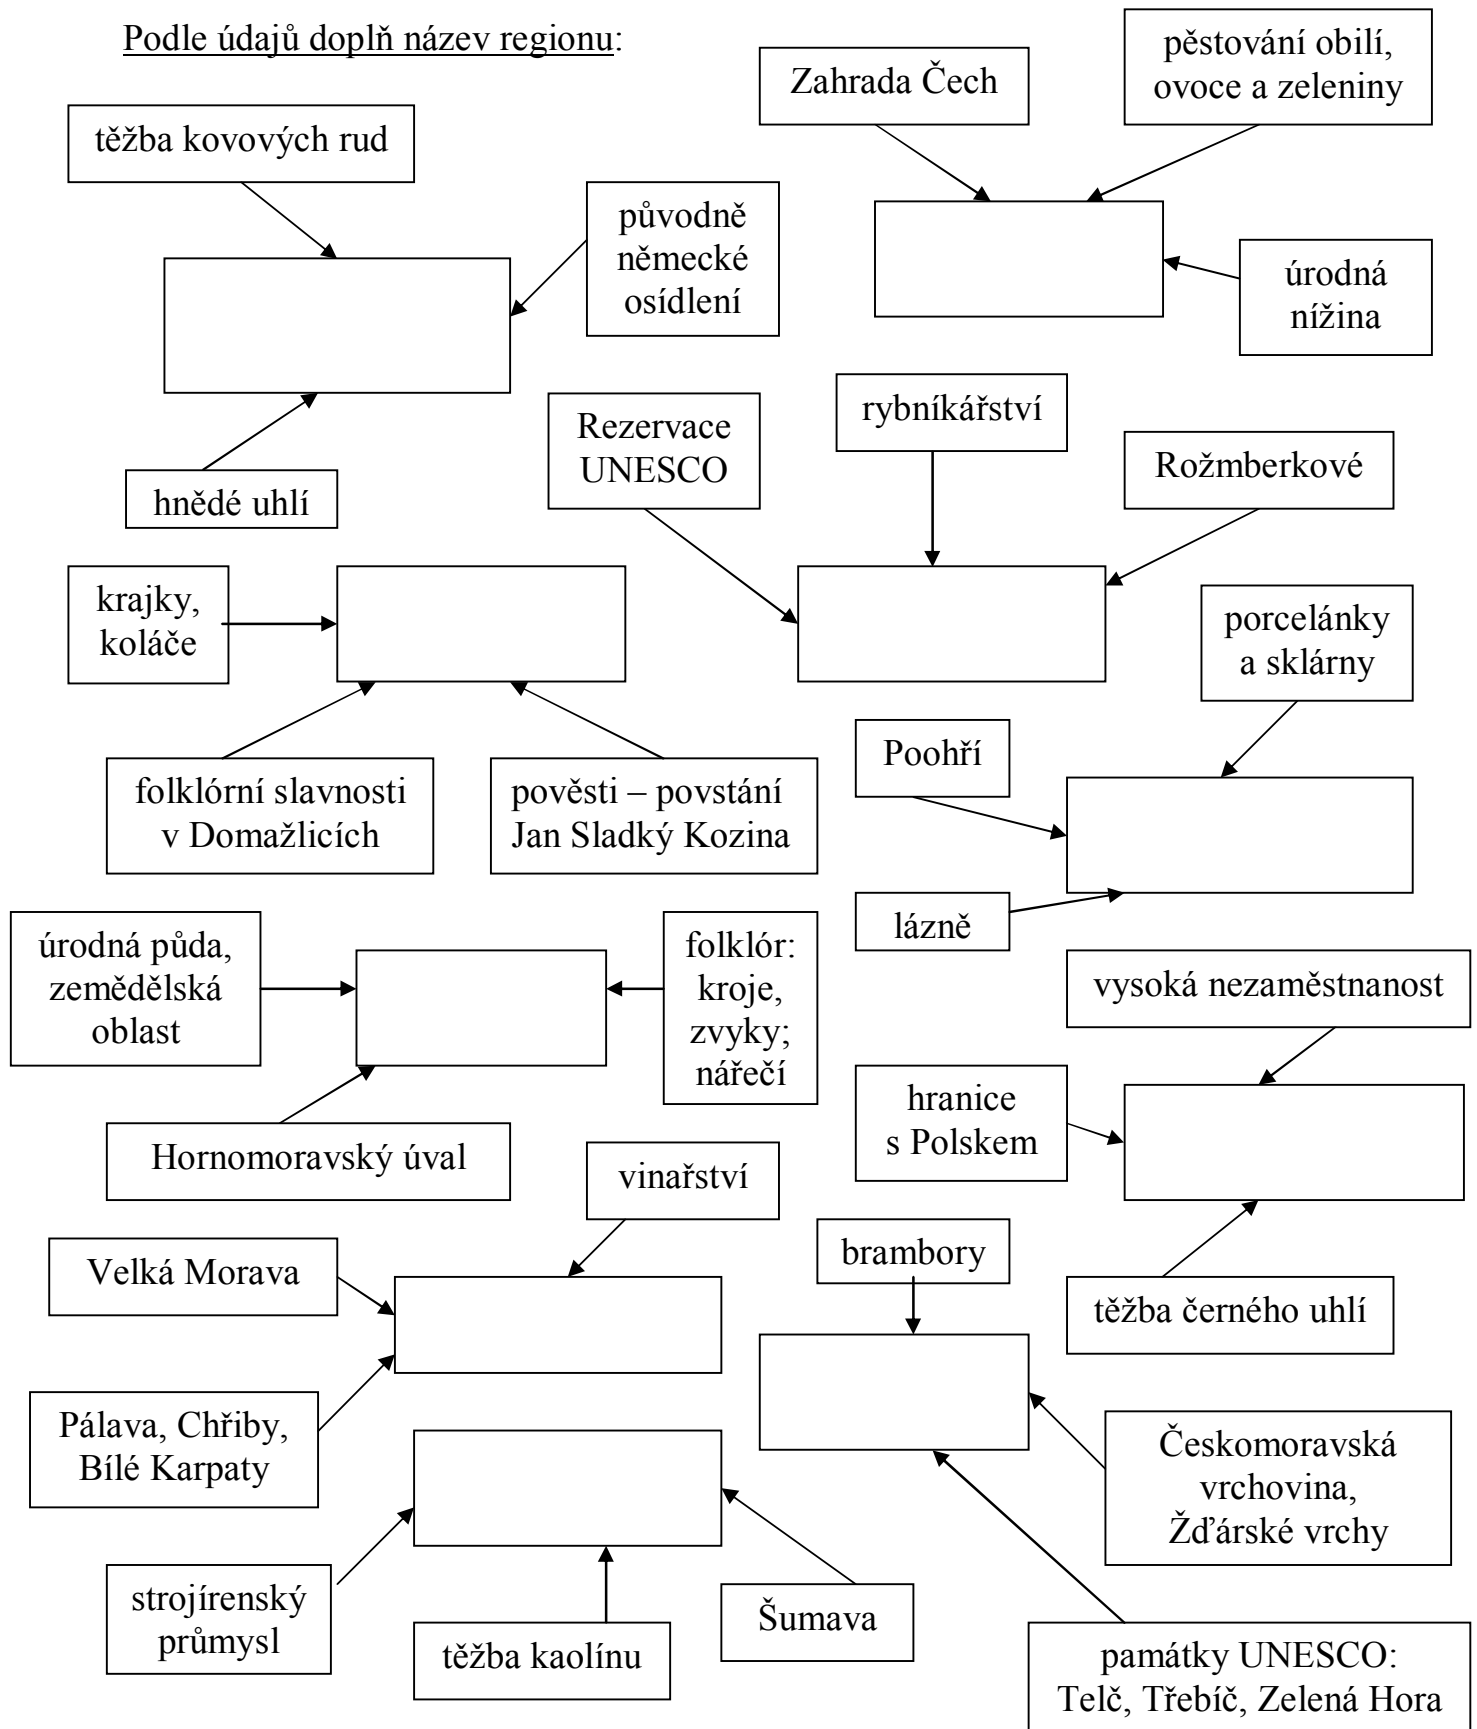 Podle údajů doplň název regionu:
Zahrada Čech
pěstování obilí,
ovoce a zeleniny
těžba kovových rud
původně
německé
osídlení
úrodná
nížina
hnědé uhlí
Rezervace
UNESCO
rybníkářství
Rožmberkové
krajky,
koláče
porcelánky
a sklárny
folklórní slavnosti
v Domažlicích
pověsti – povstání
Jan Sladký Kozina
Poohří
lázně
úrodná půda,
zemědělská
oblast
folklór:
kroje,
zvyky;
nářečí
vysoká nezaměstnanost
Hornomoravský úval
hranice
s Polskem
vinařství
Velká Morava
brambory
těžba černého uhlí
Pálava, Chřiby,
Bílé Karpaty
Českomoravská
vrchovina,
Žďárské vrchy
strojírenský
průmysl
těžba kaolínu
Šumava
památky UNESCO:
Telč, Třebíč, Zelená Hora